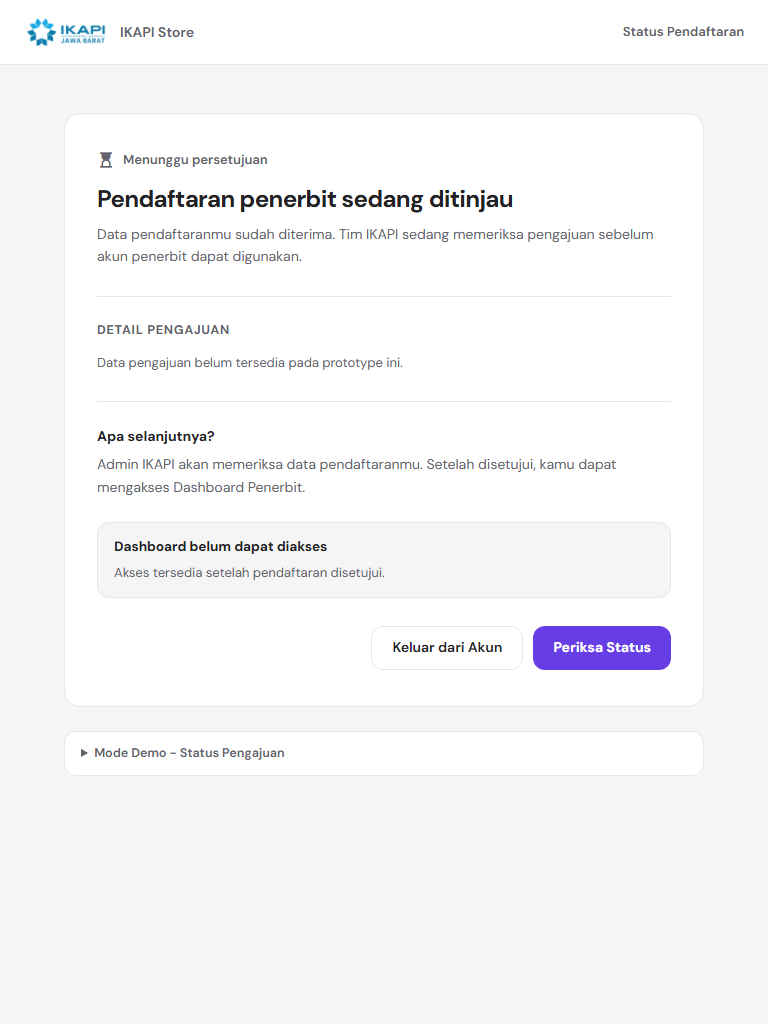 IKAPI
JAWA BARAT
IKAPI Store
Status Pendaftaran
Menunggu persetujuan
Pendaftaran penerbit sedang ditinjau
Data pendaftaranmu sudah diterima. Tim IKAPI sedang memeriksa pengajuan sebelum
akun penerbit dapat digunakan.
DETAIL PENGAJUAN
Data pengajuan belum tersedia pada prototype ini.
Apa selanjutnya?
Admin IKAPI akan memeriksa data pendaftaranmu. Setelah disetujui, kamu dapat
mengakses Dashboard Penerbit.
Dashboard belum dapat diakses
Akses tersedia setelah pendaftaran disetujui.
Keluar dari Akun
Periksa Status
Mode Demo – Status Pengajuan